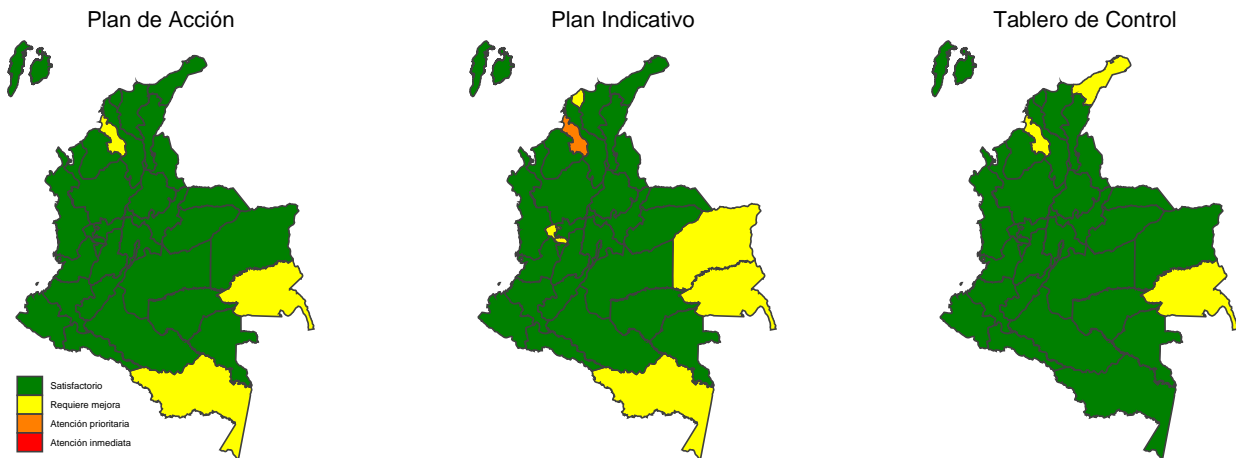 Plan de Acción
Plan Indicativo
Tablero de Control
Satisfactorio
Requiere mejora
Atención prioritaria
Atención inmediata